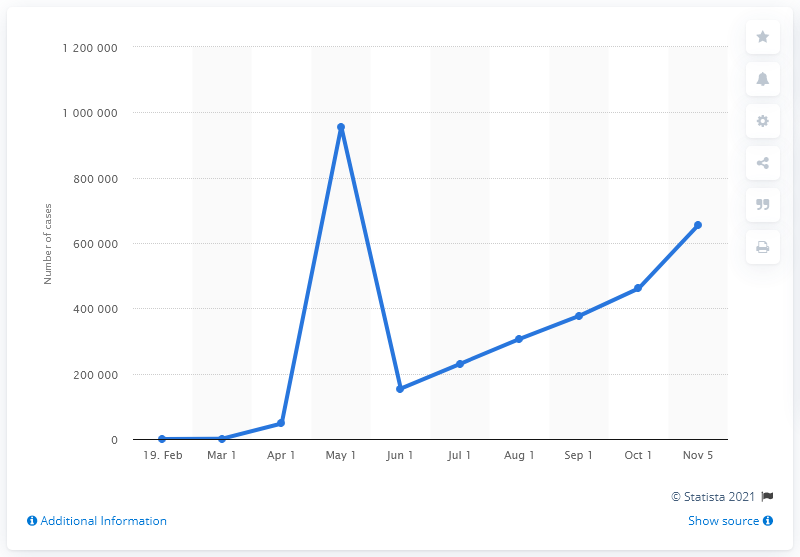 1 200 000
1 000 000
800 000
600 000
400 000
200 000
0
Number of cases
19. Feb Mar 1 Apr 1 May 1 Jun 1 Jul 1 Aug 1 Sep 1 Oct 1 Nov 5
© Statista 2021
Additional Information
Show source